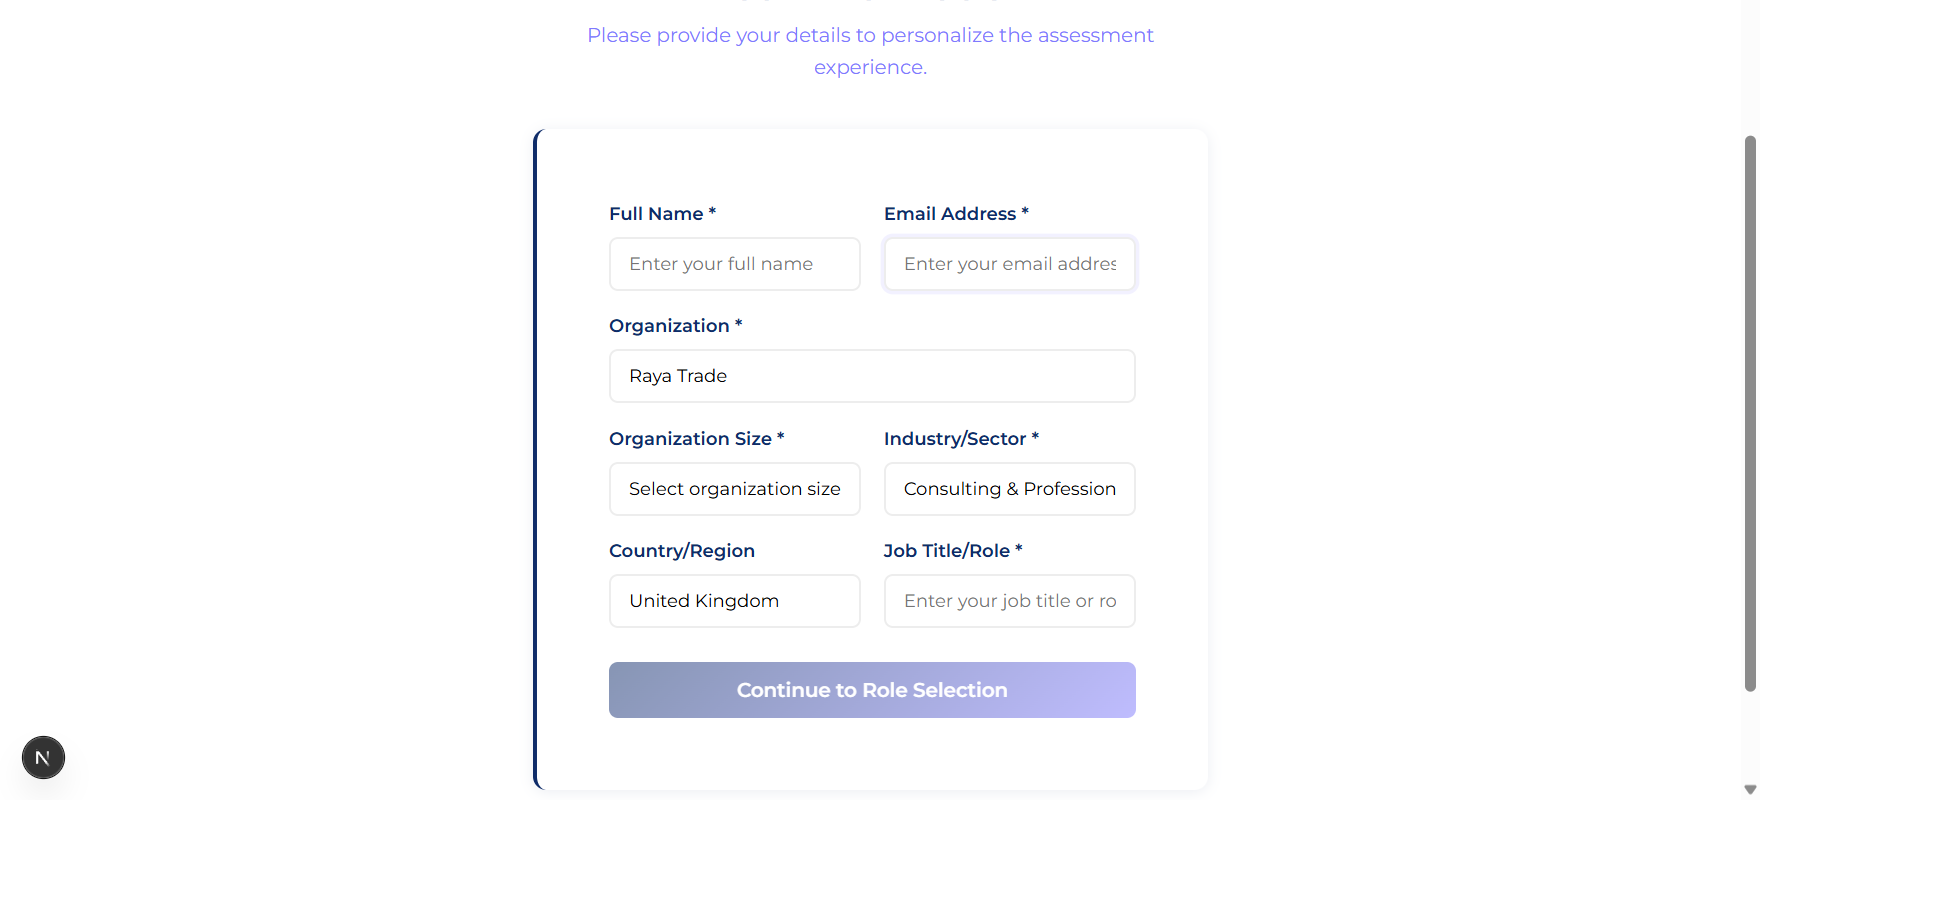 Please provide your details to personalize the assessment
experience.
Full Name *
Email Address *
Enter your full name
Enter your email addres
Organization *
Raya Trade
Organization Size *
Industry/Sector *
Select organization size
Consulting & Profession
Country/Region
Job Title/Role *
United Kingdom
Enter your job title or ro
Continue to Role Selection
N